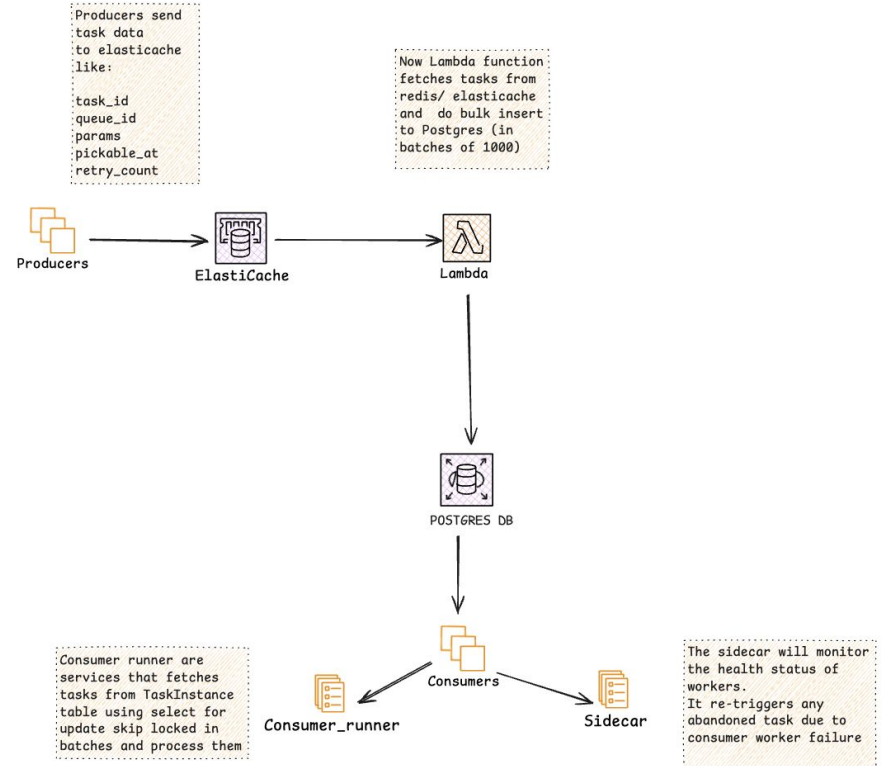 Producers send
task data
to elasticache
like:
task_id
queue_id
params
pickable_at
retry_count
Now Lambda function
fetches tasks from
redis/ elasticache
and  do bulk insert
to Postgres (in
batches of 1000)
Producers
ElastiCache
Lambda
POSTGRES DB
Consumers
Consumer runner are
services that fetches
tasks from TaskInstance
table using select for
update skip locked in
batches and process them
Consumer_runner
Sidecar
The sidecar will monitor
the health status of
workers.
It re-triggers any
abandoned task due to
consumer worker failure